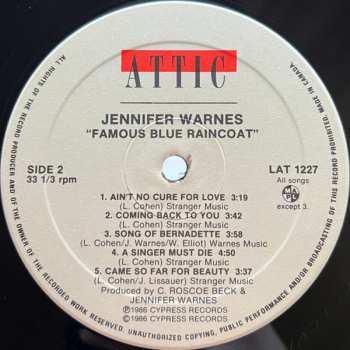 ATTIC
JENNIFER WARNES
"FAMOUS BLUE RAINCOAT"
SIDE 2
33 1/3 rpm
LAT 1227
All songs
MAPL
except 3.
1. AIN'T NO CURE FOR LOVE 3:19
(L. Cohen) Stranger Music
2. COMING BACK TO YOU 3:42
(L. Cohen) Stranger Music
3. SONG OF BERNADETTE 3:58
L. Cohen/J. Warnes/W. Elliot) Warnes Music
4. A SINGER MUST DIE 4:50
(L. Cohen) Stranger Music
5. CAME SO FAR FOR BEAUTY 3:37
(L. Cohen/J. Lissauer) Stranger Music
Produced by C. ROSCOE BECK &
JENNIFER WARNES
℗1986 CYPRESS RECORDS
©1986 CYPRESS RECORDS
ALL RIGHTS OF THE RECORD PRODUCER AND OF THE OWNER OF THE RECORDED WORK RESERVED. UNAUTHORIZED COPYING, PUBLIC PERFORMANCE AND/OR BROADCASTING OF THIS RECORD PROHIBITED. MADE IN CANADA.